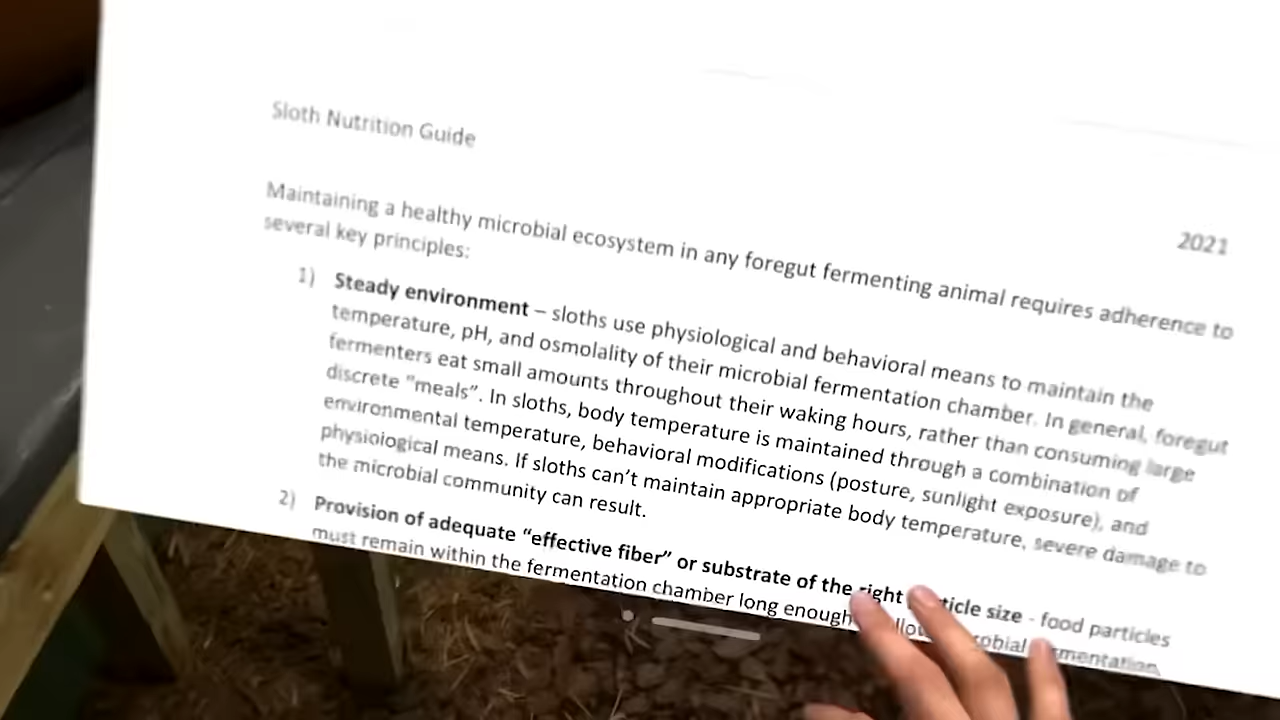 Sloth Nutrition Guide
2021
Maintaining a healthy microbial ecosystem in any foregut fermenting animal requires adherence to
several key principles:
1) Steady environment – sloths use physiological and behavioral means to maintain the
temperature, pH, and osmolality of their microbial fermentation chamber. In general, foregut
fermenters eat small amounts throughout their waking hours, rather than consuming large
discrete "meals". In sloths, body temperature is maintained through a combination of
environmental temperature, behavioral modifications (posture, sunlight exposure), and
physiological means. If sloths can't maintain appropriate body temperature, severe damage to
the microbial community can result.
2) Provision of adequate "effective fiber" or substrate of the right particle size - food particles
must remain within the fermentation chamber long enough